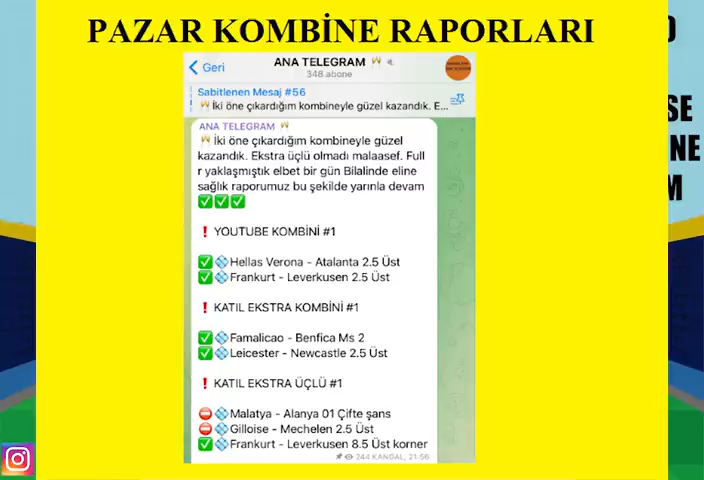 PAZAR KOMBİNE RAPORLARI
Geri
ANA TELEGRAM 🥂
348 abone
Sabitlenen Mesaj #56
🥂 İki öne çıkardığım kombineyle güzel kazandık. E...
ANA TELEGRAM 🥂
🥂 İki öne çıkardığım kombineyle güzel
kazandık. Ekstra üçlü olmadı malaasef. Full
r yaklaşmıştık elbet bir gün Bilalinde eline
sağlık raporumuz bu şekilde yarınla devam
✅✅✅
❗ YOUTUBE KOMBİNİ #1
✅💠Hellas Verona - Atalanta 2.5 Üst
✅💠Frankurt - Leverkusen 2.5 Üst
❗ KATIL EKSTRA KOMBİNİ #1
✅💠Famalicao - Benfica Ms 2
✅💠Leicester - Newcastle 2.5 Üst
❗ KATIL EKSTRA ÜÇLÜ #1
⛔💠Malatya - Alanya 01 Çifte şans
⛔💠Gilloise - Mechelen 2.5 Üst
✅💠Frankurt - Leverkusen 8.5 Üst korner
244 KANGAL, 21:56
SE
NE
M